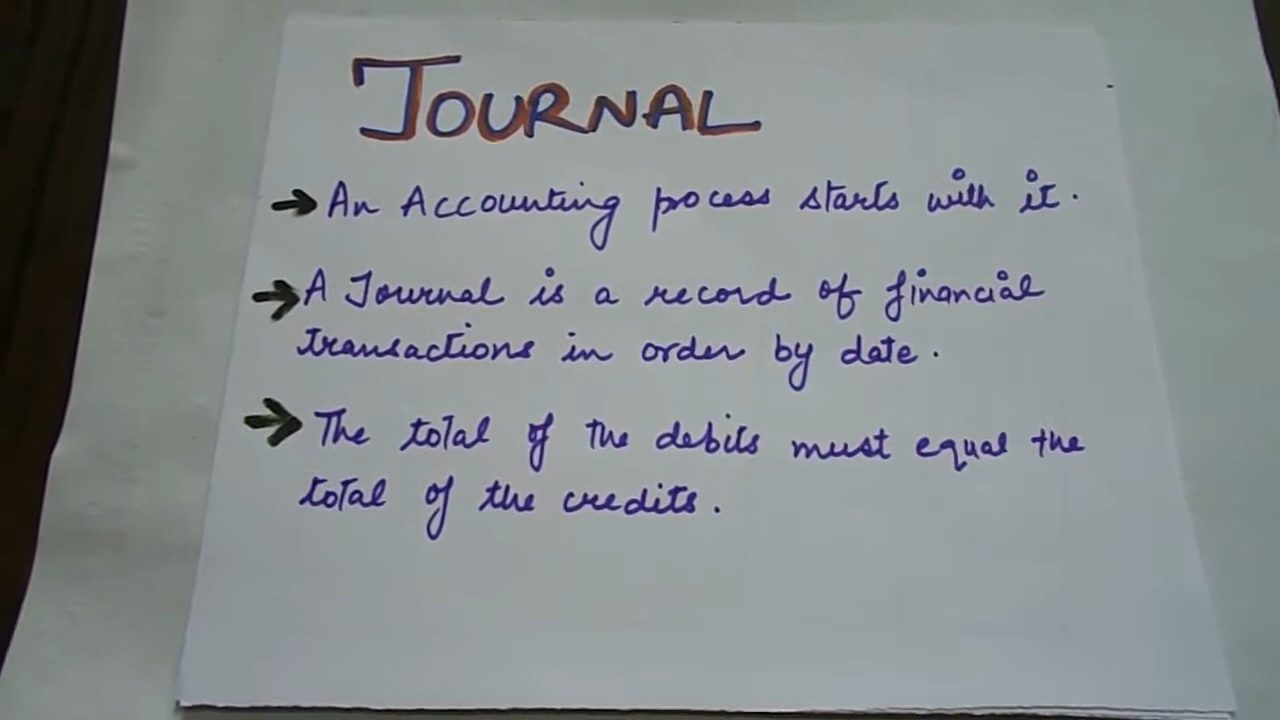 JOURNAL
→ An Accounting process starts with it.
→ A Journal is a record of financial
transactions in order by date.
→ The total of the debits must equal the
total of the credits.